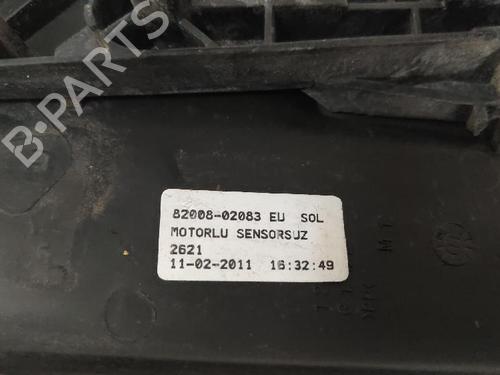 B-PARTS
82008-02083 EU SOL
MOTORLU SENSORSUZ
2621
11-02-2011 16:32:49